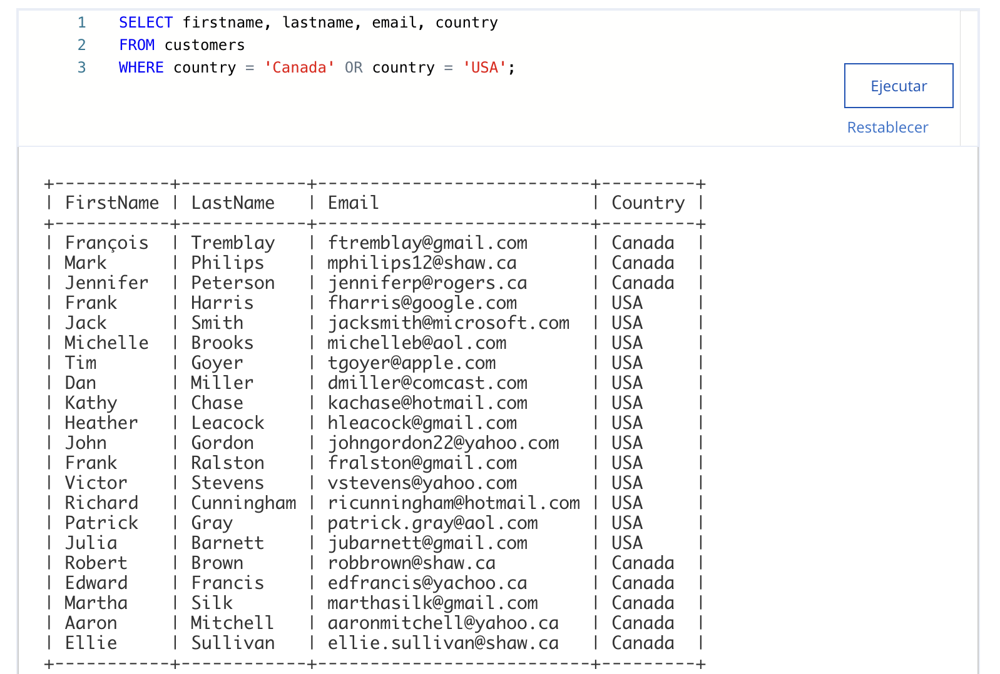 1 SELECT firstname, lastname, email, country
2 FROM customers
3 WHERE country = 'Canada' OR country = 'USA';
Ejecutar
Restablecer
+-----------+------------+--------------------------+---------+
| FirstName | LastName   | Email                    | Country |
+-----------+------------+--------------------------+---------+
| François  | Tremblay   | ftremblay@gmail.com      | Canada  |
| Mark      | Philips    | mphilips12@shaw.ca       | Canada  |
| Jennifer  | Peterson   | jenniferp@rogers.ca      | Canada  |
| Frank     | Harris     | fharris@google.com       | USA     |
| Jack      | Smith      | jacksmith@microsoft.com  | USA     |
| Michelle  | Brooks     | michelleb@aol.com        | USA     |
| Tim       | Goyer      | tgoyer@apple.com         | USA     |
| Dan       | Miller     | dmiller@comcast.com      | USA     |
| Kathy     | Chase      | kachase@hotmail.com      | USA     |
| Heather   | Leacock    | hleacock@gmail.com       | USA     |
| John      | Gordon     | johngordon22@yahoo.com   | USA     |
| Frank     | Ralston    | fralston@gmail.com       | USA     |
| Victor    | Stevens    | vstevens@yahoo.com       | USA     |
| Richard   | Cunningham | ricunningham@hotmail.com | USA     |
| Patrick   | Gray       | patrick.gray@aol.com     | USA     |
| Julia     | Barnett    | jubarnett@gmail.com      | USA     |
| Robert    | Brown      | robbrown@shaw.ca         | Canada  |
| Edward    | Francis    | edfrancis@yachoo.ca      | Canada  |
| Martha    | Silk       | marthasilk@gmail.com     | Canada  |
| Aaron     | Mitchell   | aaronmitchell@yahoo.ca   | Canada  |
| Ellie     | Sullivan   | ellie.sullivan@shaw.ca   | Canada  |
+-----------+------------+--------------------------+---------+